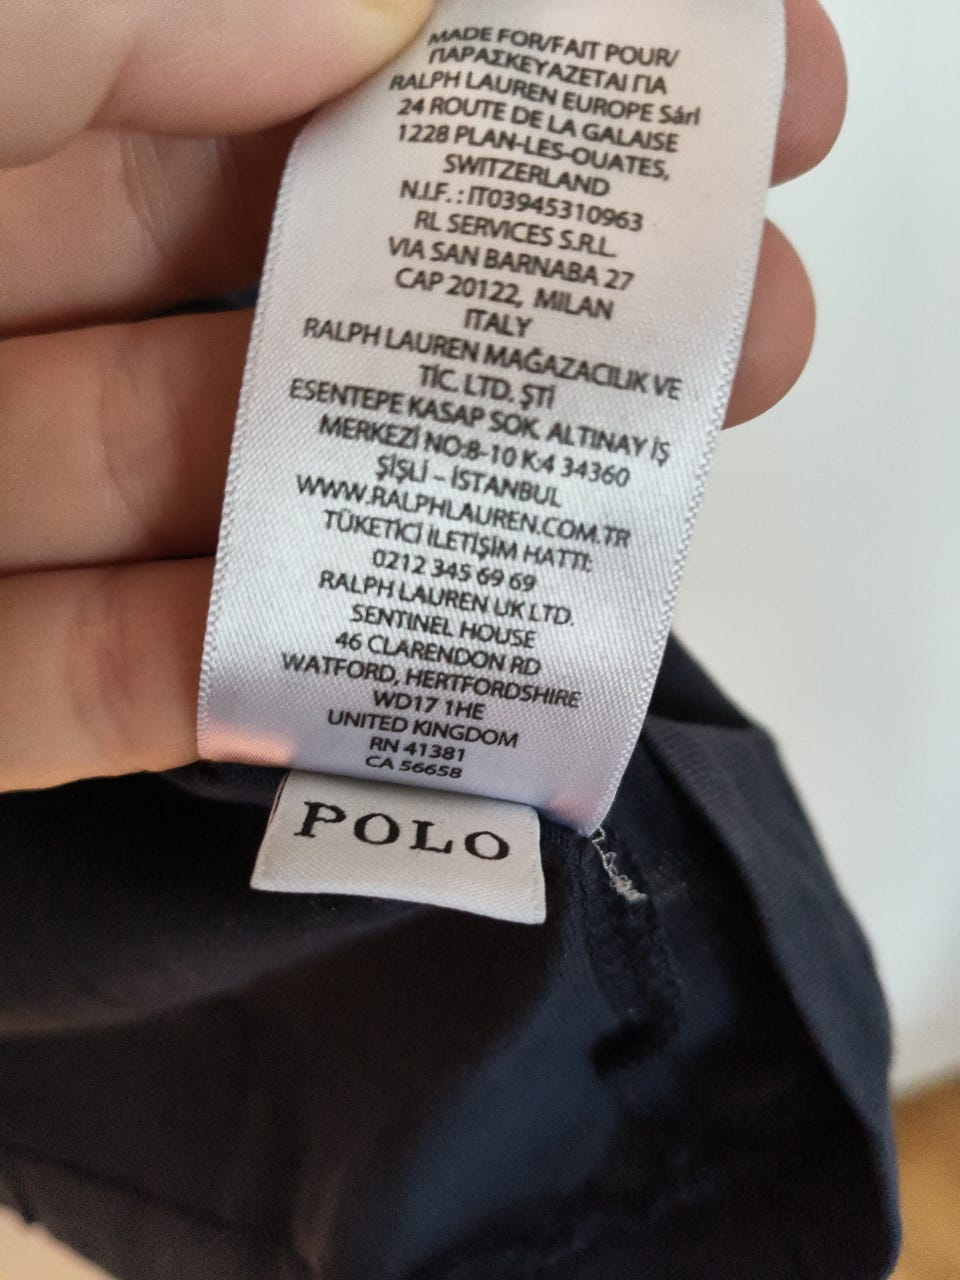 MADE FOR/FAIT POUR/
ΠΑΡΑΣΚΕΥΑΖΕΤΑΙ ΓΙΑ
RALPH LAUREN EUROPE Sárl
24 ROUTE DE LA GALAISE
1228 PLAN-LES-OUATES,
SWITZERLAND
N.I.F. : IT03945310963
RL SERVICES S.R.L.
VIA SAN BARNABA 27
CAP 20122, MILAN
ITALY
RALPH LAUREN MAĞAZACILIK VE
TİC. LTD. ŞTİ
ESENTEPE KASAP SOK. ALTINAY İŞ
MERKEZİ NO:8-10 K:4 34360
ŞİŞLİ – İSTANBUL
WWW.RALPHLAUREN.COM.TR
TÜKETİCİ İLETİŞİM HATTI:
0212 345 69 69
RALPH LAUREN UK LTD.
SENTINEL HOUSE
46 CLARENDON RD
WATFORD, HERTFORDSHIRE
WD17 1HE
UNITED KINGDOM
RN 41381
CA 56658
POLO